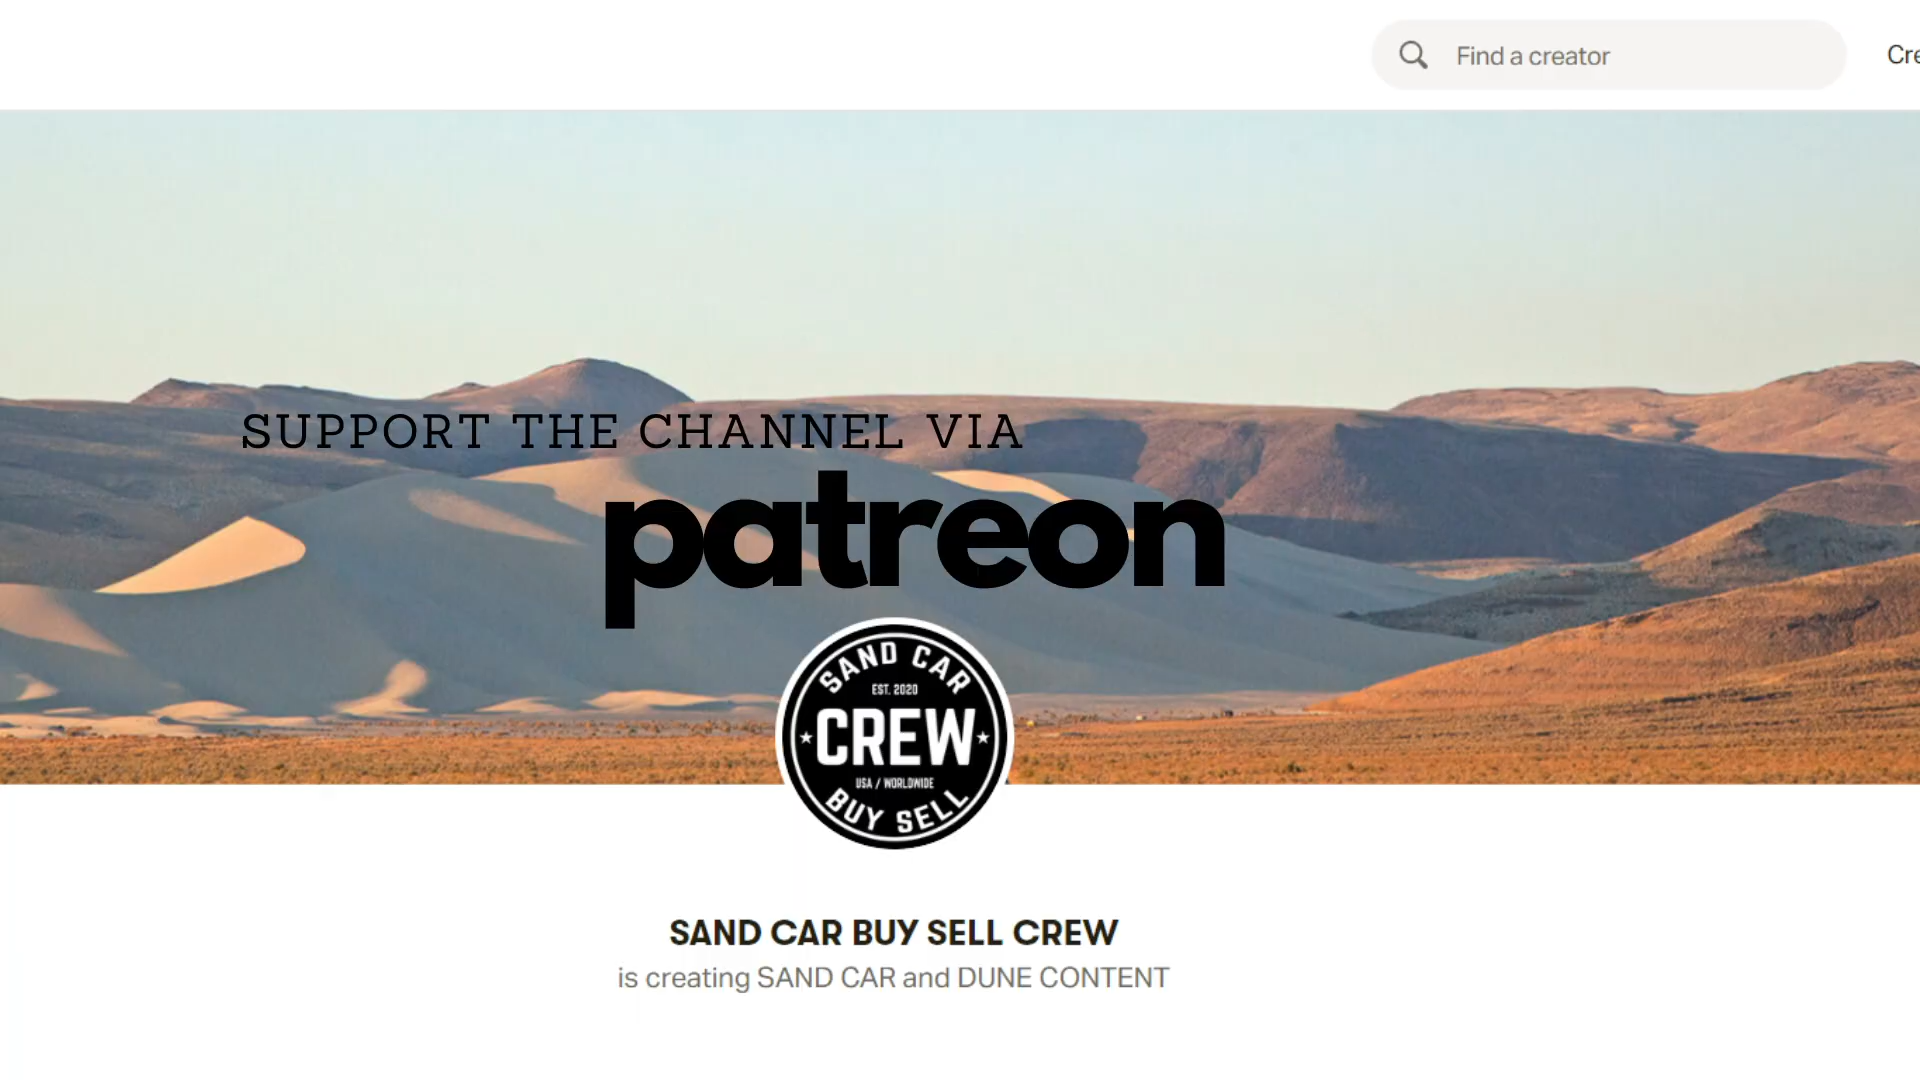 Find a creator
Cre
SUPPORT THE CHANNEL VIA
patreon
SAND CAR
EST. 2020
CREW
USA / WORLDWIDE
BUY SELL
SAND CAR BUY SELL CREW
is creating SAND CAR and DUNE CONTENT